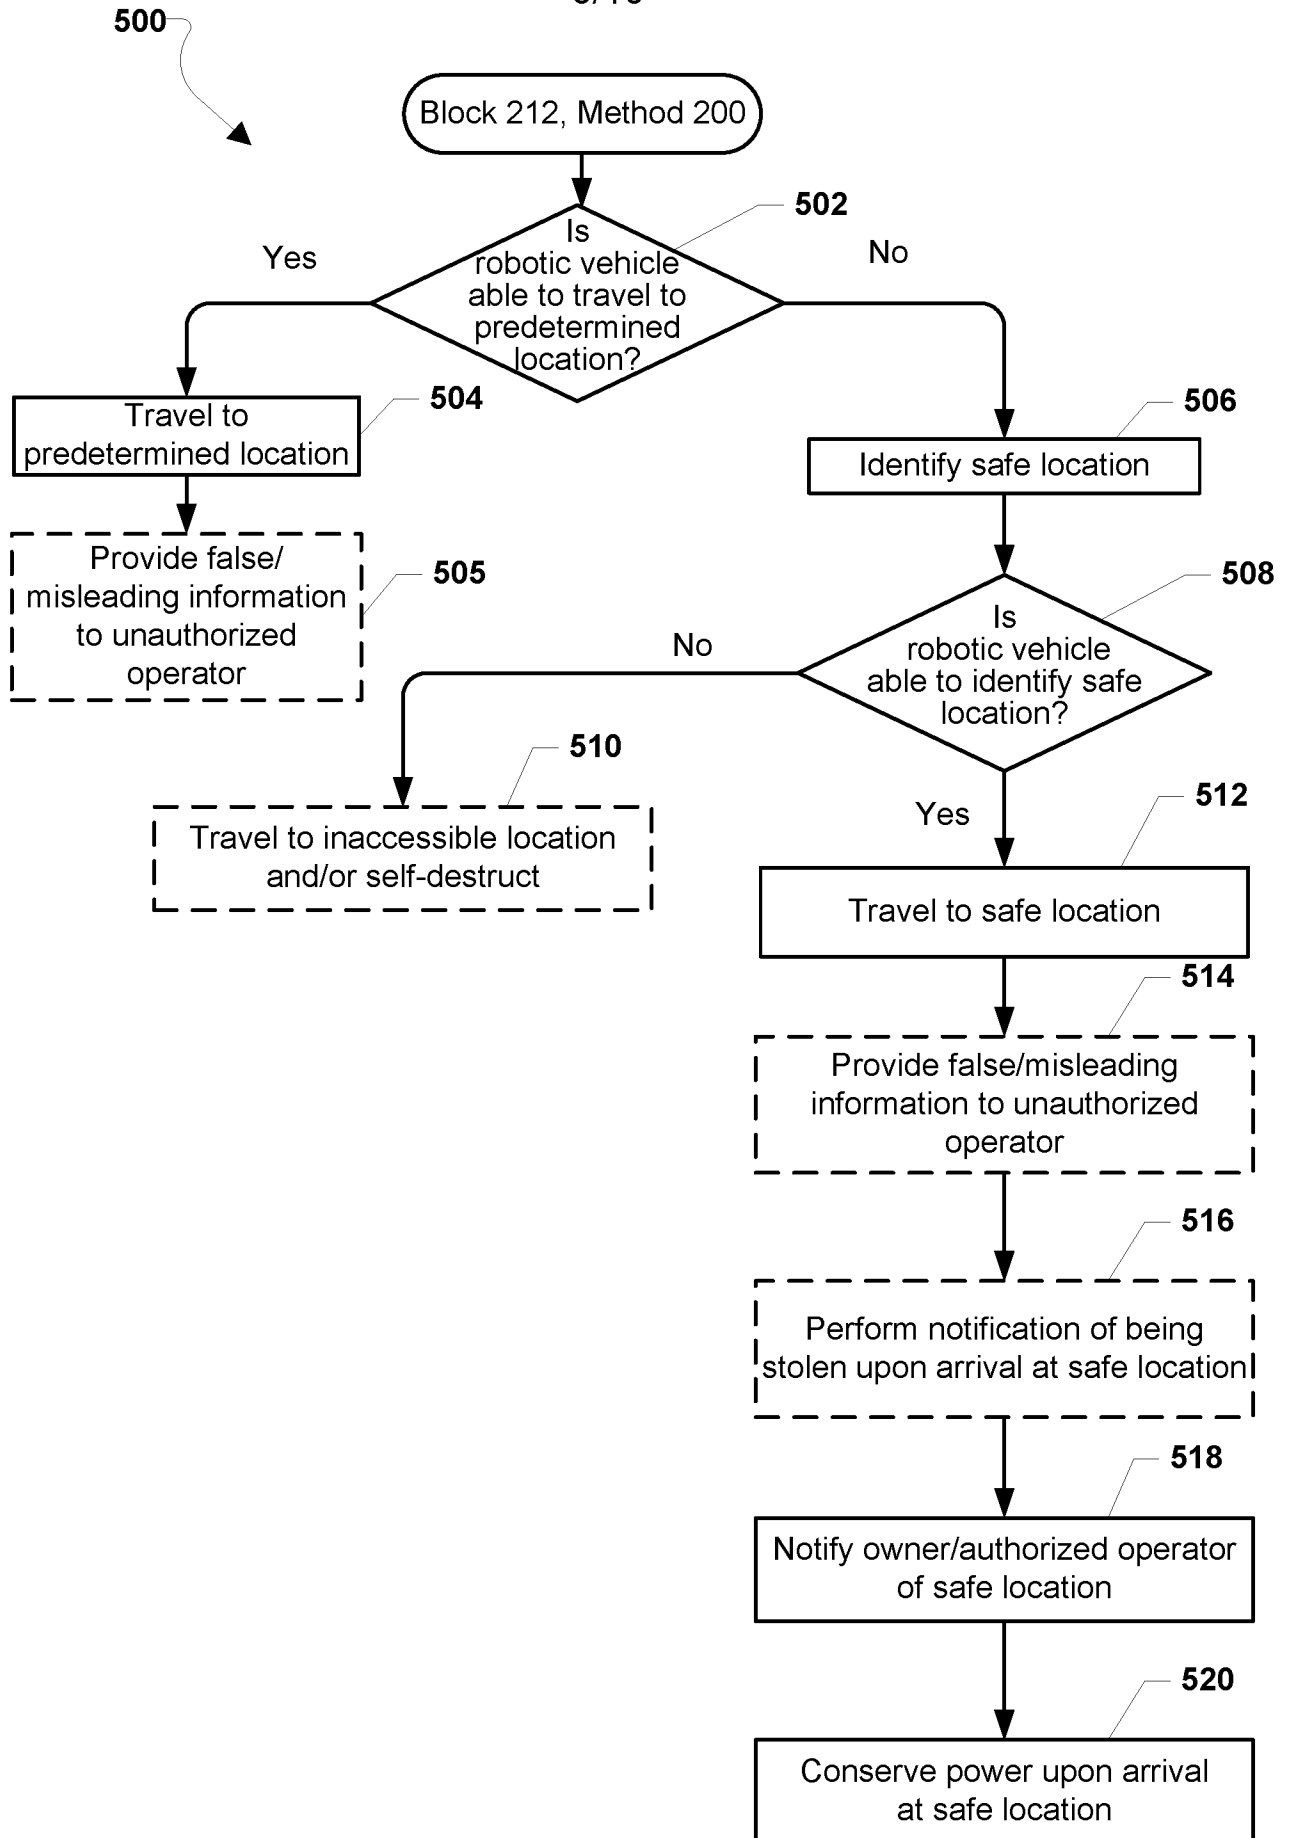 500
Block 212, Method 200
502
Yes
No
Is
robotic vehicle
able to travel to
predetermined
location?
504
Travel to
predetermined location
506
Identify safe location
505
Provide false/
misleading information
to unauthorized
operator
508
No
Is
robotic vehicle
able to identify safe
location?
510
Travel to inaccessible location
and/or self-destruct
Yes
512
Travel to safe location
514
Provide false/misleading
information to unauthorized
operator
516
Perform notification of being
stolen upon arrival at safe location
518
Notify owner/authorized operator
of safe location
520
Conserve power upon arrival
at safe location